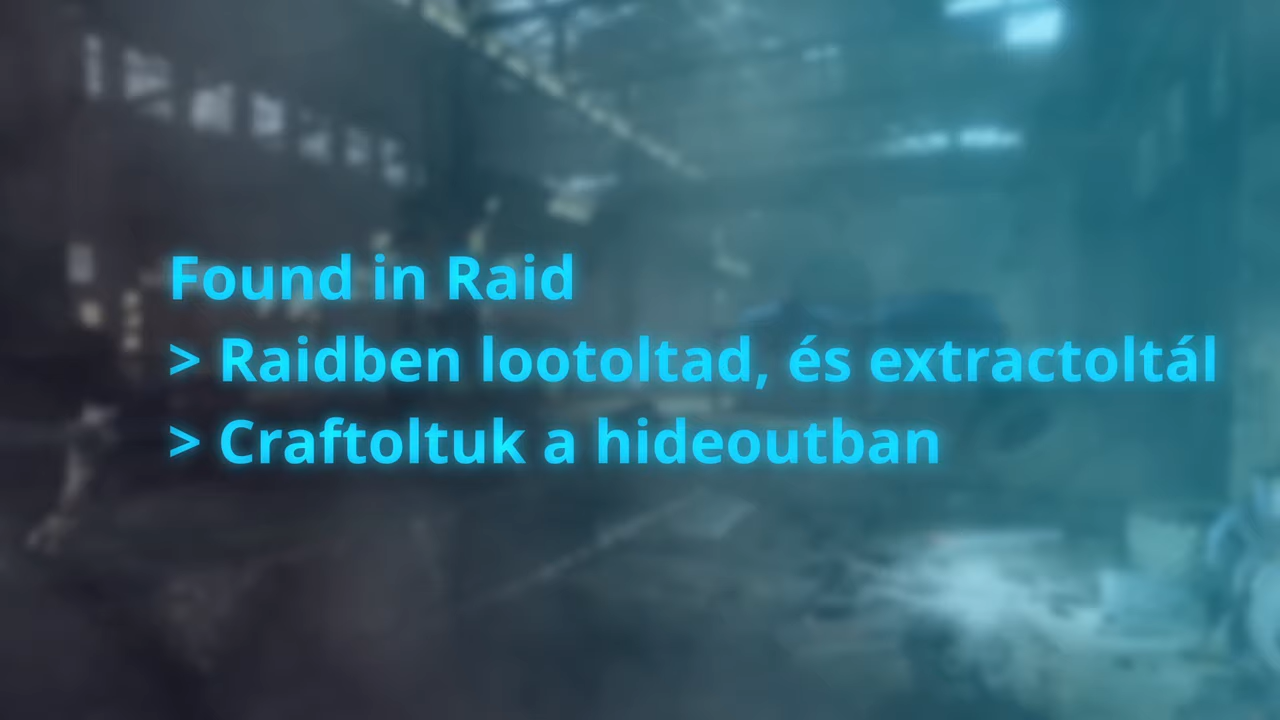 Found in Raid
> Raidben lootoltad, és extractoltál
> Craftoltuk a hideoutban